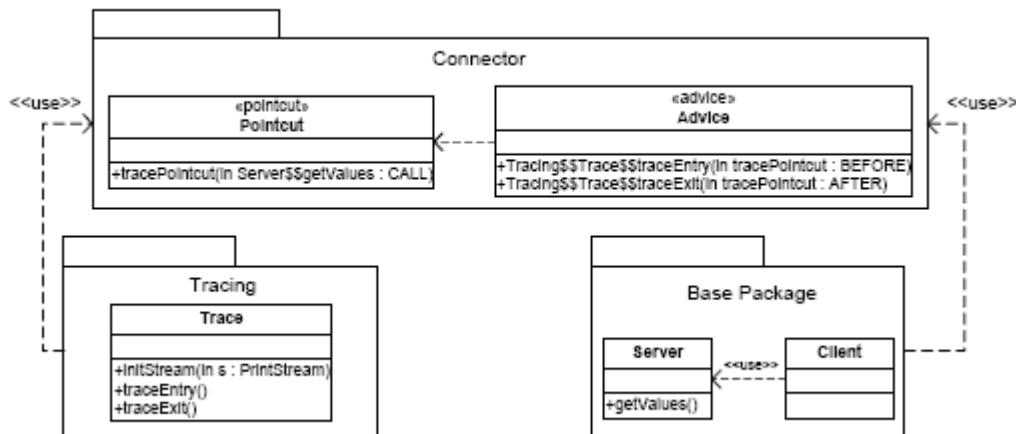 Connector
<<use>>
<<use>>
«pointcut»
Pointcut
+tracePointcut(in Server$$getValues : CALL)
«advice»
Advice
+Tracing$$Trace$$traceEntry(in tracePointcut : BEFORE)
+Tracing$$Trace$$traceExit(in tracePointcut : AFTER)
Tracing
Trace
+initStream(in s : PrintStream)
+traceEntry()
+traceExit()
Base Package
Server
+getValues()
<<use>>
Client